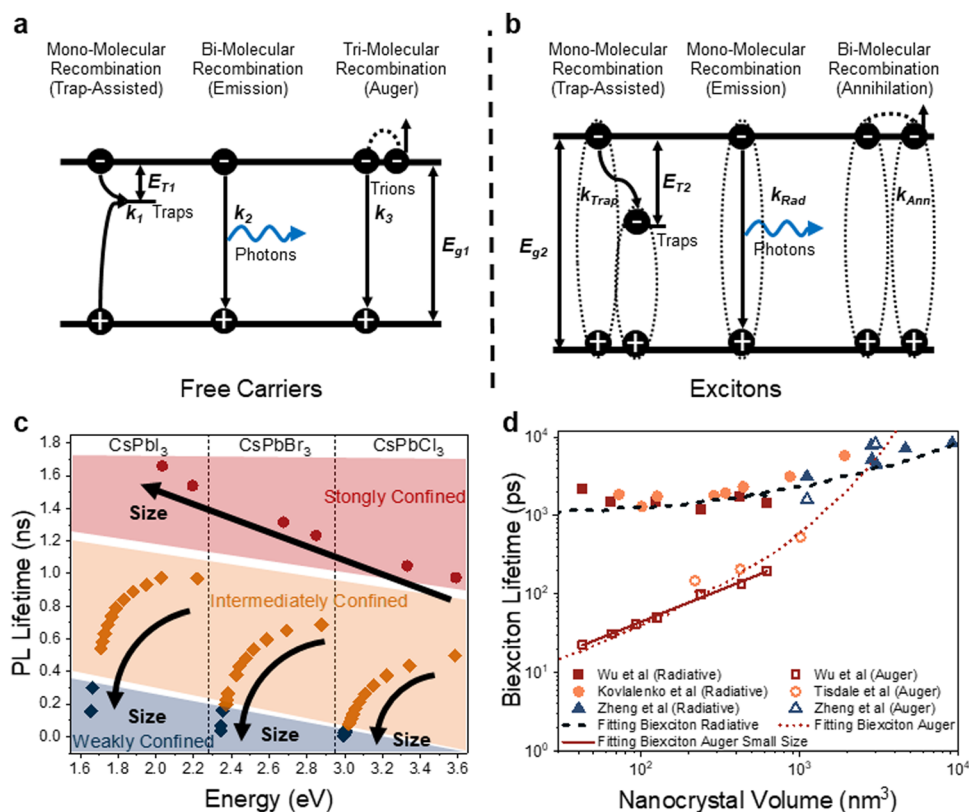 a
Mono-Molecular
Recombination
(Trap-Assisted)
Bi-Molecular
Recombination
(Emission)
Tri-Molecular
Recombination
(Auger)
E_T1
Traps
k_1
k_2
Photons
Trions
k_3
E_g1
Free Carriers
b
Mono-Molecular
Recombination
(Trap-Assisted)
Mono-Molecular
Recombination
(Emission)
Bi-Molecular
Recombination
(Annihilation)
k_Trap
E_T2
Traps
k_Rad
Photons
k_Ann
E_g2
Excitons
c
CsPbI3
CsPbBr3
CsPbCl3
Stongly Confined
Size
Intermediately Confined
Size
Size
Size
Weakly Confined
1.8
1.6
1.4
1.2
1.0
0.8
0.6
0.4
0.2
0.0
PL Lifetime (ns)
1.6 2.0 2.2 2.6 3.0 3.0 3.2 3.4 3.6
Energy (eV)
d
10^4
10^3
10^2
10^1
10^0
Biexciton Lifetime (ps)
Wu et al (Radiative)
Wu et al (Auger)
Kovlalenko et al (Radiative)
Tisdale et al (Auger)
Zheng et al (Radiative)
Zheng et al (Auger)
Fitting Biexciton Radiative
Fitting Biexciton Auger
Fitting Biexciton Auger Small Size
10^2 10^3 10^4
Nanocrystal Volume (nm^3)